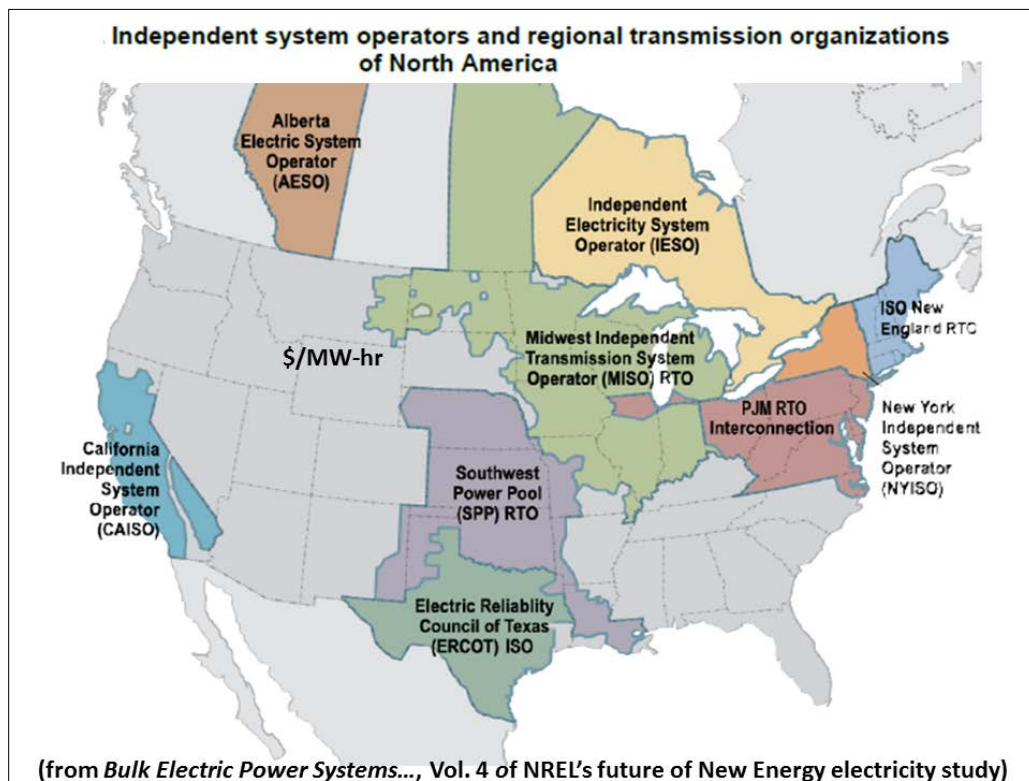 . Independent system operators and regional transmission organizations
of North America
Alberta
Electric System
Operator
(AESO)
Independent
Electricity System
Operator (IESO)
ISO New
England RTC
$/MW-hr
Midwest Independent
Transmission System
Operator (MISO) RTO
PJM RTO
Interconnection
New York
Independent
System
Operator
(NYISO)
California
Independent
System
Operator
(CAISO)
Southwest
Power Pool
(SPP) RTO
Electric Reliablity
Council of Texas
(ERCOT) ISO
(from Bulk Electric Power Systems..., Vol. 4 of NREL's future of New Energy electricity study)